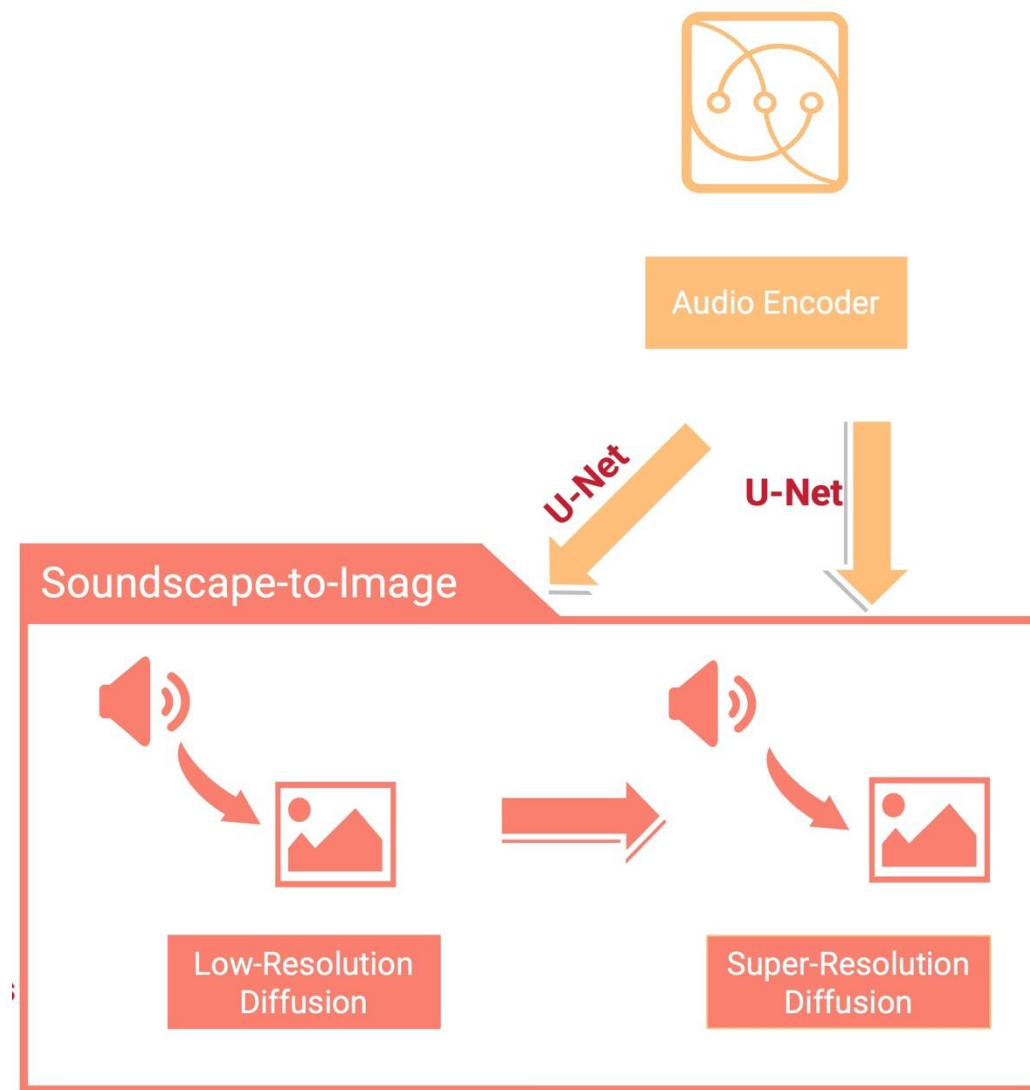 Audio Encoder
U-Net
U-Net
Soundscape-to-Image
Low-Resolution
Diffusion
Super-Resolution
Diffusion